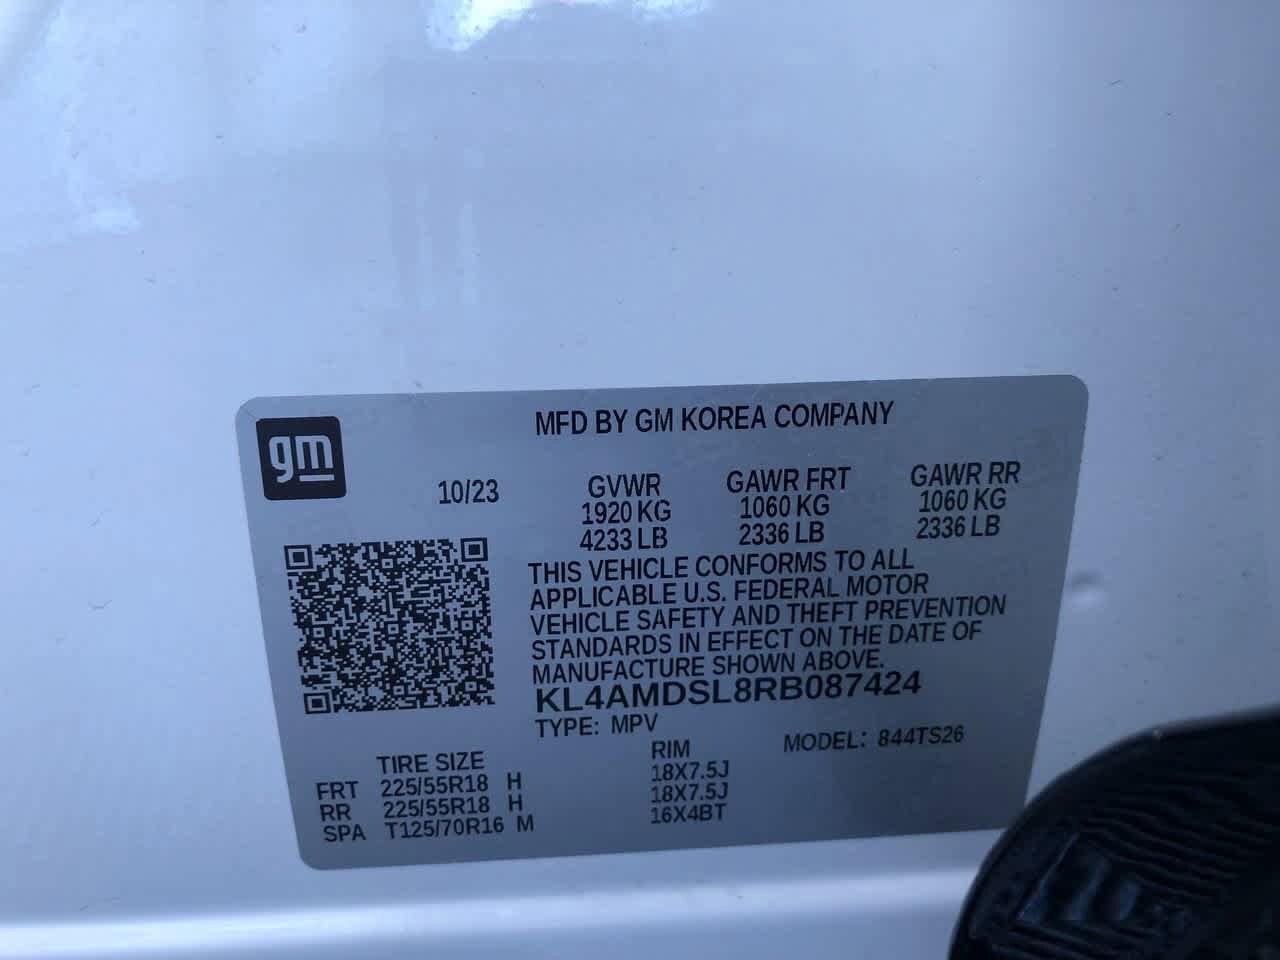 gm
MFD BY GM KOREA COMPANY
10/23 GVWR GAWR FRT GAWR RR
1920 KG 1060 KG 1060 KG
4233 LB 2336 LB 2336 LB
THIS VEHICLE CONFORMS TO ALL
APPLICABLE U.S. FEDERAL MOTOR
VEHICLE SAFETY AND THEFT PREVENTION
STANDARDS IN EFFECT ON THE DATE OF
MANUFACTURE SHOWN ABOVE.
KL4AMDSL8RB087424
TYPE: MPV MODEL: 844TS26
TIRE SIZE RIM
FRT 225/55R18 H 18X7.5J
RR 225/55R18 H 18X7.5J
SPA T125/70R16 M 16X4BT